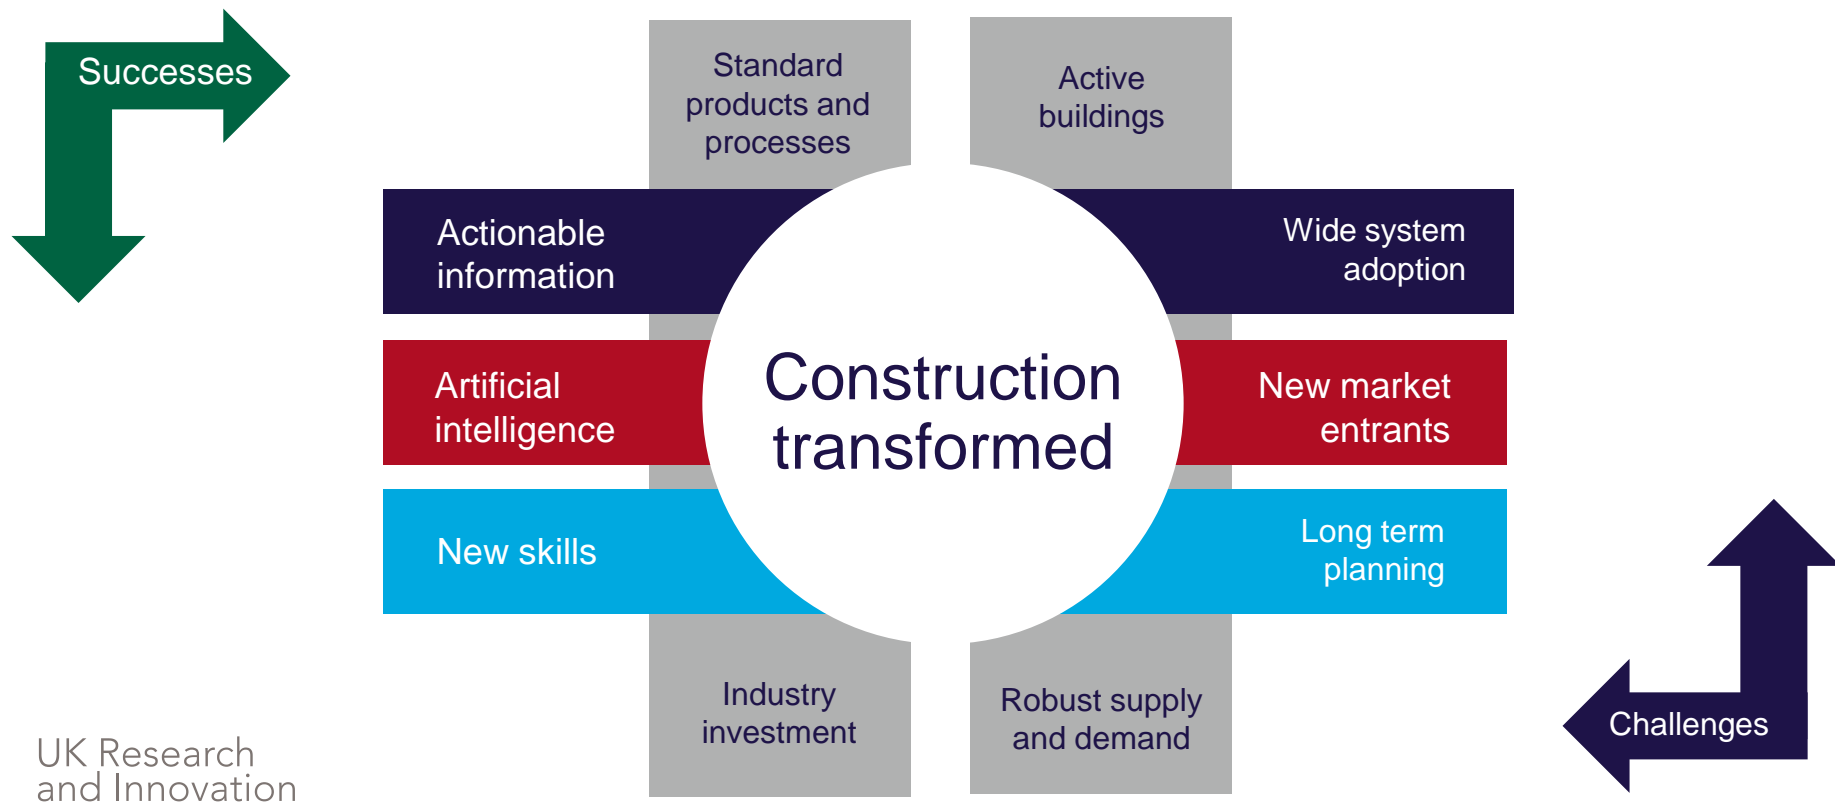 Successes
Standard
products and
processes
Active
buildings
Actionable
information
Wide system
adoption
Artificial
intelligence
Construction
transformed
New market
entrants
New skills
Long term
planning
Industry
investment
Robust supply
and demand
Challenges
UK Research
and Innovation